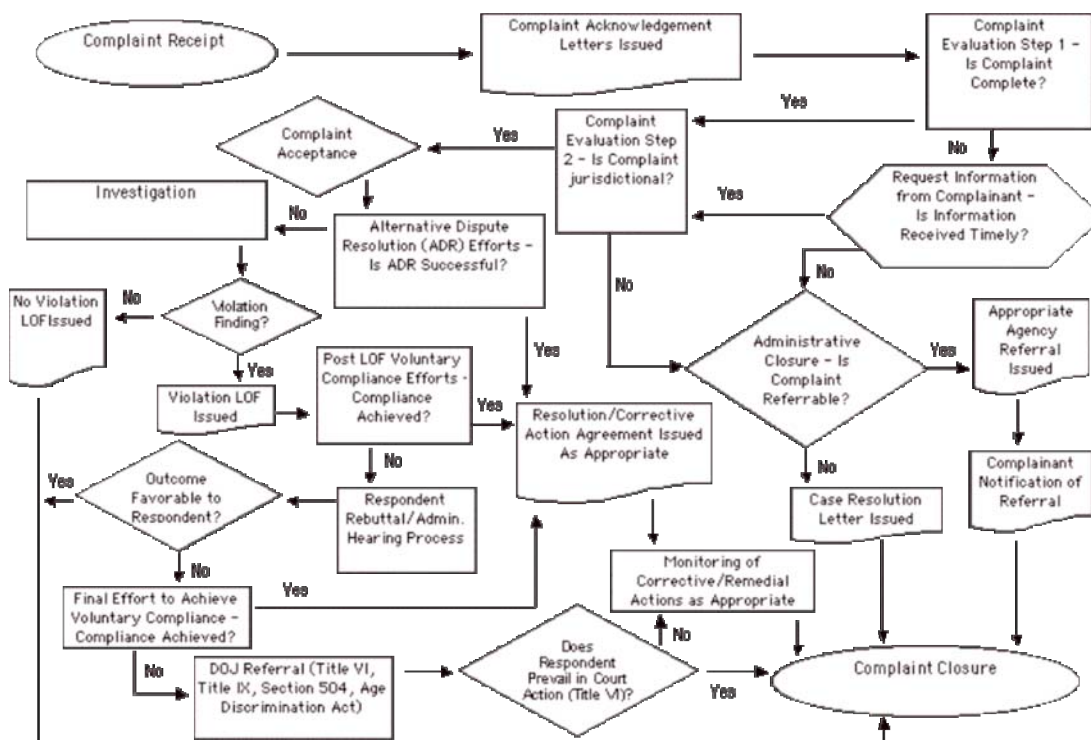 Complaint Receipt
Complaint Acknowledgement
Letters Issued
Complaint
Evaluation Step 1 -
Is Complaint
Complete?
Yes
No
Complaint
Evaluation Step
2 - Is Complaint
jurisdictional?
Yes
Complaint
Acceptance
Request Information
from Complainant -
Is Information
Received Timely?
Yes
No
Investigation
No
Alternative Dispute
Resolution (ADR) Efforts -
Is ADR Successful?
No
No Violation
LOF Issued
No
Violation
Finding?
Yes
Yes
Administrative
Closure - Is
Complaint
Referrable?
Yes
Appropriate
Agency
Referral
Issued
Violation LOF
Issued
Post LOF Voluntary
Compliance Efforts -
Compliance
Achieved?
Yes
Resolution/Corrective
Action Agreement Issued
As Appropriate
No
No
Yes
Outcome
Favorable to
Respondent?
Respondent
Rebuttal/Admin.
Hearing Process
Case Resolution
Letter Issued
Complainant
Notification of
Referral
No
Final Effort to Achieve
Voluntary Compliance -
Compliance Achieved?
Yes
Monitoring of
Corrective/Remedial
Actions as Appropriate
No
DOJ Referral (Title VI,
Title IX, Section 504, Age
Discrimination Act)
Does
Respondent
Prevail in Court
Action (Title VI)?
No
Yes
Complaint Closure